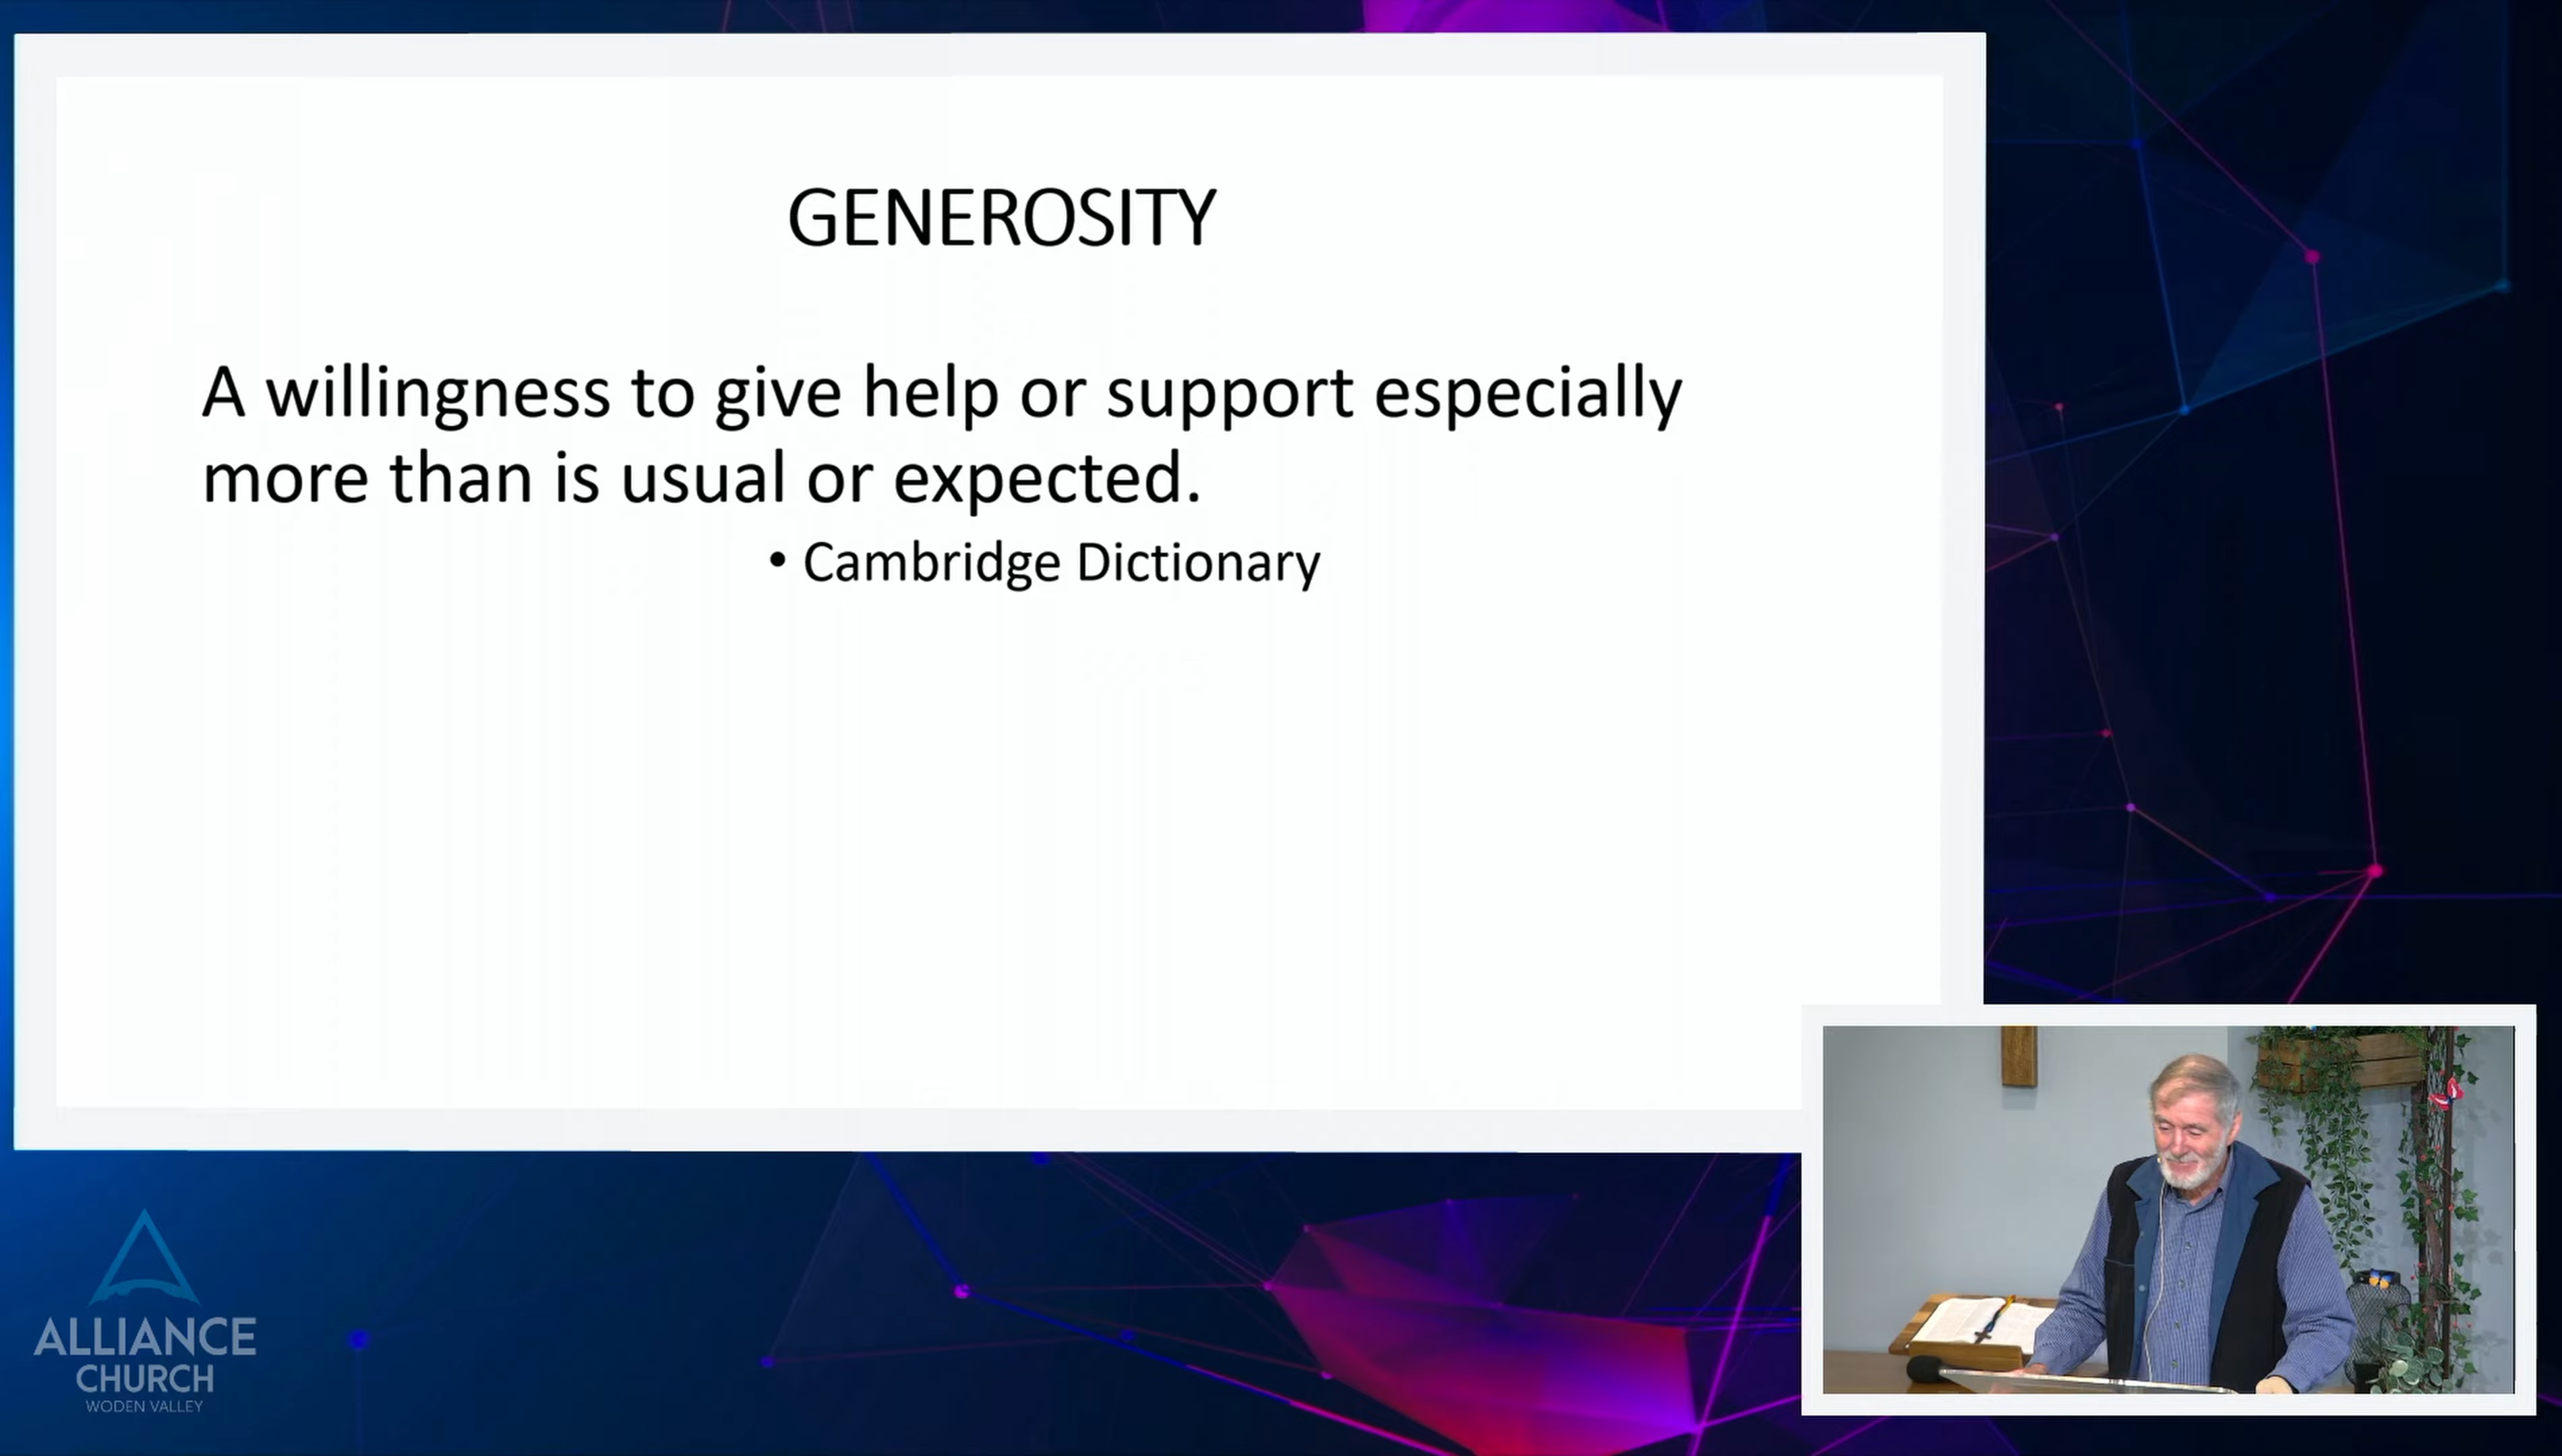 GENEROSITY
A willingness to give help or support especially
more than is usual or expected.
• Cambridge Dictionary
ALLIANCE
CHURCH
WODEN VALLEY